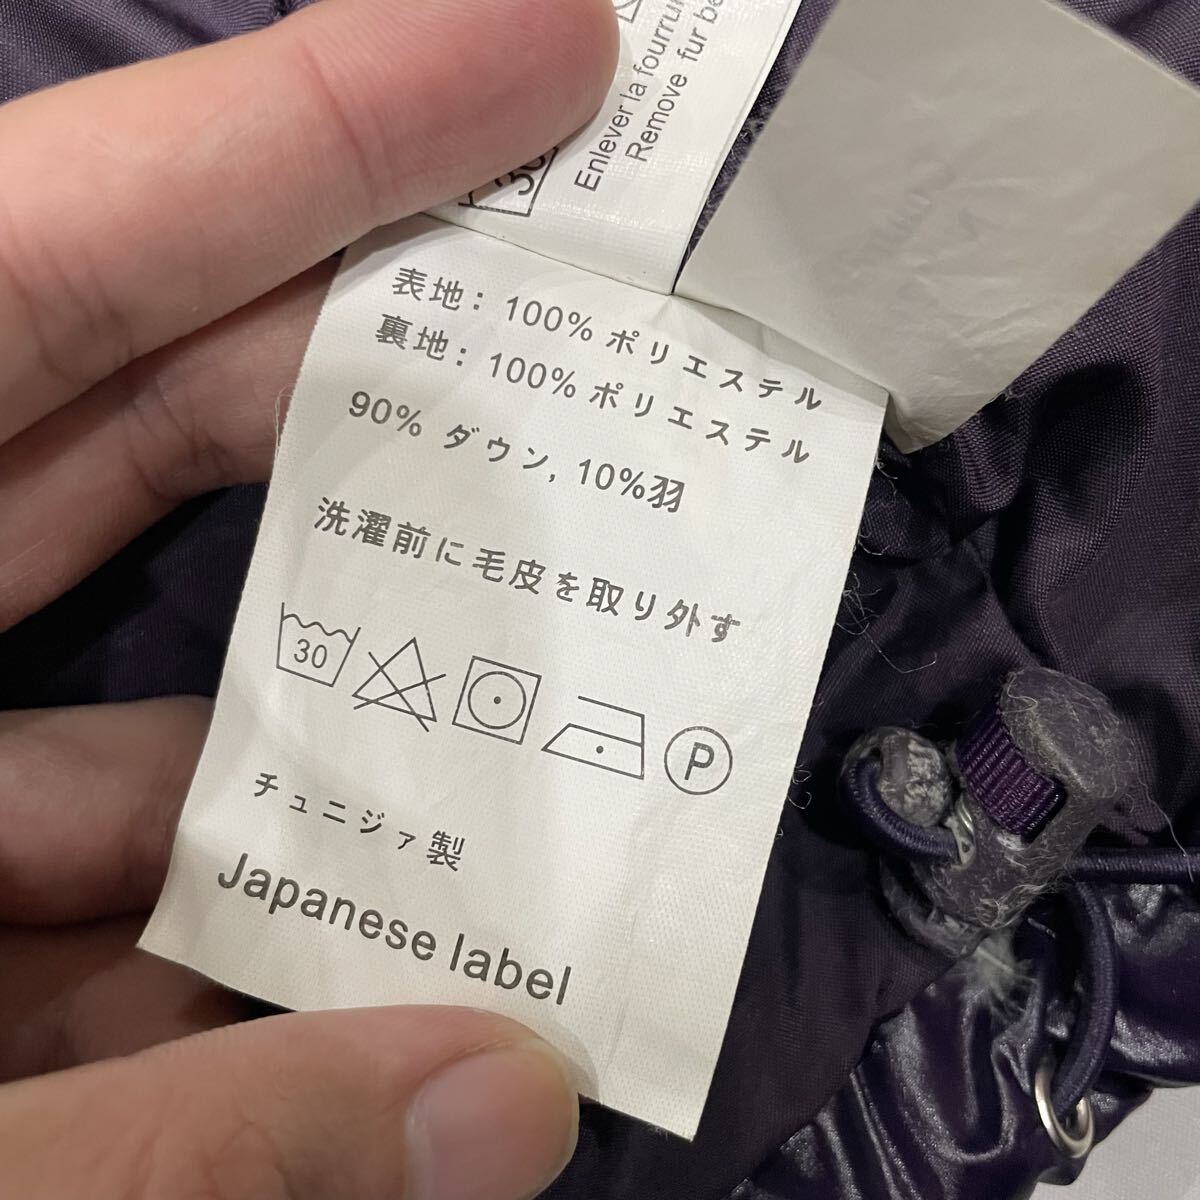 Enlever la
Remove fur
30
表地: 100% ポリエステル
裏地: 100% ポリエステル
90% ダウン, 10%羽
洗濯前に毛皮を取り外す
30
P
チュニジァ製
Japanese label